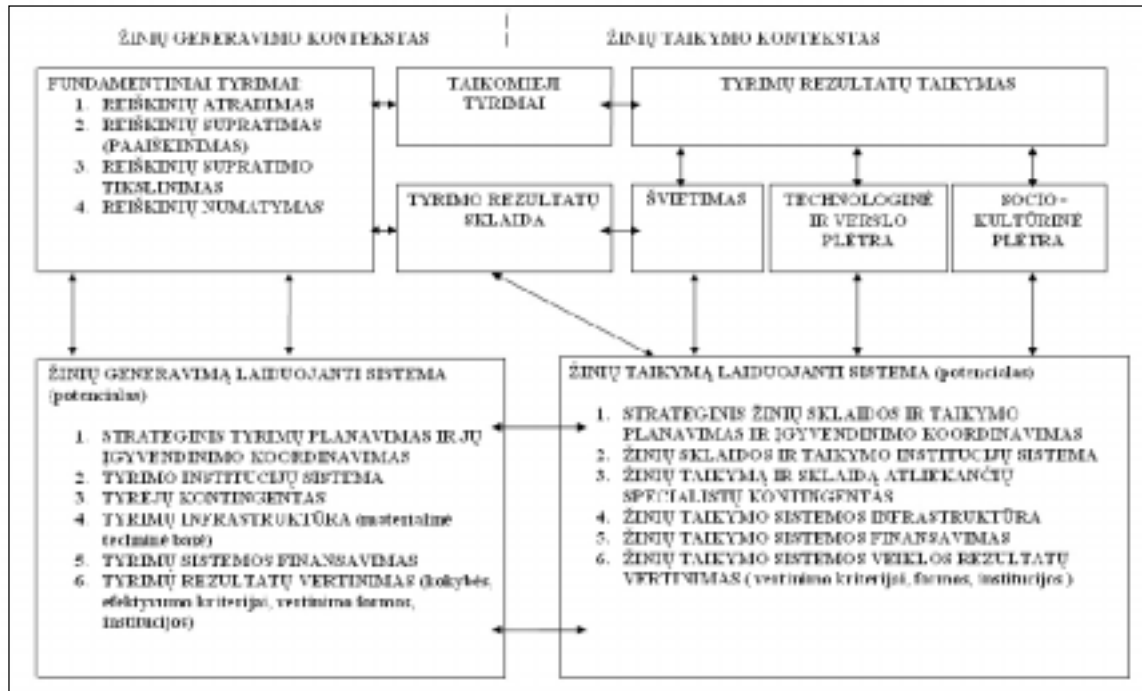 ŽINIŲ GENERAVIMO KONTEKSTAS
ŽINIŲ TAIKYMO KONTEKSTAS
FUNDAMENTINIAI TYRIMAI:
1. REIŠKINIŲ ATRADIMAS
2. REIŠKINIŲ SUPRATIMAS
(PAAIŠKINIMAS)
3. REIŠKINIŲ SUPRATIMO
TIKSLINIMAS
4. REIŠKINIŲ NUMATYMAS
TAIKOMIEJI
TYRIMAI
TYRIMŲ REZULTATŲ TAIKYMAS
TYRIMO REZULTATŲ
SKLAIDA
ŠVIETIMAS
TECHNOLOGINĖ
IR VERSLO
PLĖTRA
SOCIO-
KULTŪRINĖ
PLĖTRA
ŽINIŲ GENERAVIMĄ LAIDUOJANTI SISTEMA
(potencialas)
1. STRATEGINIS TYRIMŲ PLANAVIMAS IR JŲ
ĮGYVENDINIMO KOORDINAVIMAS
2. TYRIMO INSTITUCIJŲ SISTEMA
3. TYRĖJŲ KONTINGENTAS
4. TYRIMŲ INFRASTRUKTŪRA (materialinė
techninė bazė)
5. TYRIMŲ SISTEMOS FINANSAVIMAS
6. TYRIMŲ REZULTATŲ VERTINIMAS (kokybės,
efektyvumo kriterijai, vertinimo formos,
institucijos)
ŽINIŲ TAIKYMĄ LAIDUOJANTI SISTEMA (potencialas)
1. STRATEGINIS ŽINIŲ SKLAIDOS IR TAIKYMO
PLANAVIMAS IR ĮGYVENDINIMO KOORDINAVIMAS
2. ŽINIŲ SKLAIDOS IR TAIKYMO INSTITUCIJŲ SISTEMA
3. ŽINIŲ TAIKYMĄ IR SKLAIDĄ ATLIEKANČIŲ
SPECIALISTŲ KONTINGENTAS
4. ŽINIŲ TAIKYMO SISTEMOS INFRASTRUKTŪRA
5. ŽINIŲ TAIKYMO SISTEMOS FINANSAVIMAS
6. ŽINIŲ TAIKYMO SISTEMOS VEIKLOS REZULTATŲ
VERTINIMAS ( vertinimo kriterijai, formos, institucijos )